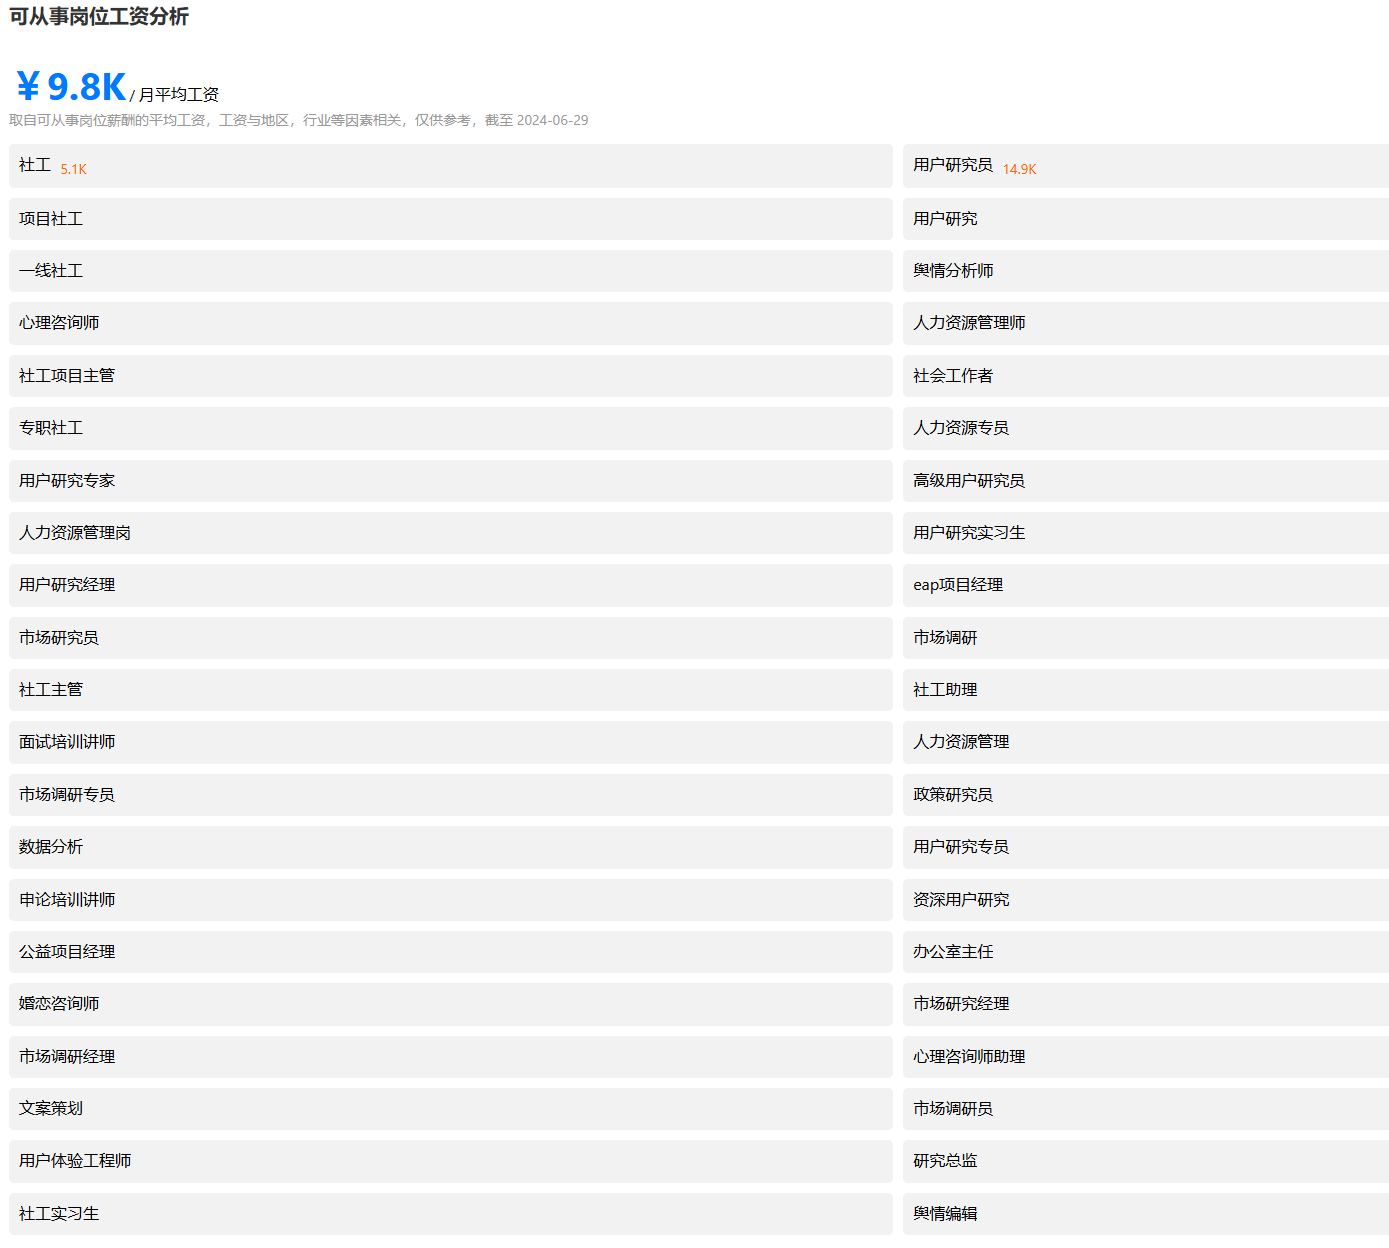 可从事岗位工资分析
￥9.8K / 月平均工资
取自可从事岗位薪酬的平均工资，工资与地区，行业等因素相关，仅供参考，截至 2024-06-29
社工 5.1K 用户研究员 14.9K
项目社工 用户研究
一线社工 舆情分析师
心理咨询师 人力资源管理师
社工项目主管 社会工作者
专职社工 人力资源专员
用户研究专家 高级用户研究员
人力资源管理岗 用户研究实习生
用户研究经理 eap项目经理
市场研究员 市场调研
社工主管 社工助理
面试培训讲师 人力资源管理
市场调研专员 政策研究员
数据分析 用户研究专员
申论培训讲师 资深用户研究
公益项目经理 办公室主任
婚恋咨询师 市场研究经理
市场调研经理 心理咨询师助理
文案策划 市场调研员
用户体验工程师 研究总监
社工实习生 舆情编辑